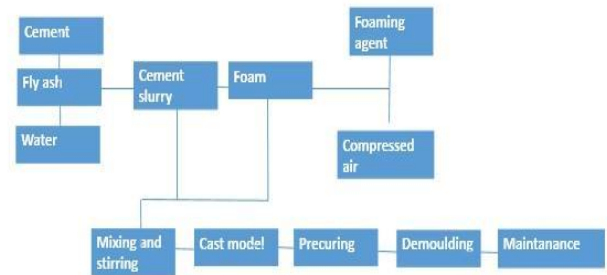 Cement
Fly ash
Water
Cement
slurry
Foam
Foaming
agent
Compressed
air
Mixing and
stirring
Cast model
Precuring
Demoulding
Maintanance